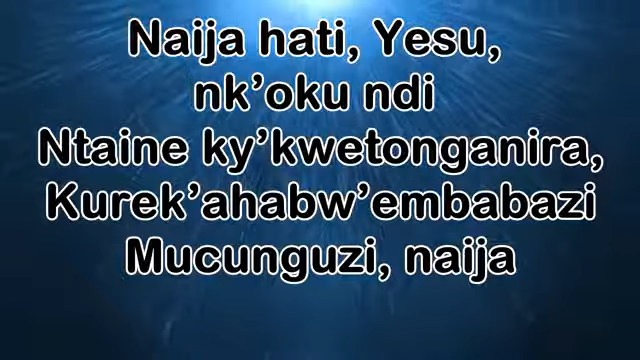 Naija hati, Yesu,
nk’oku ndi
Ntaine ky’kwetonganira,
Kurek’ahabw’embabazi
Mucunguzi, naija